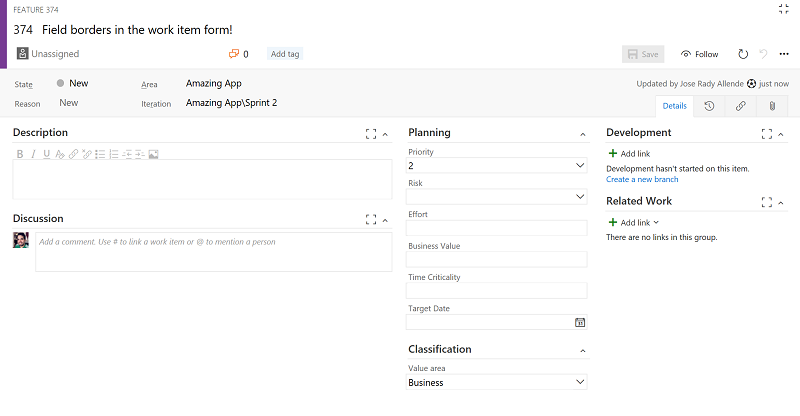 FEATURE 374
374 Field borders in the work item form!
Unassigned
0
Add tag
Save
Follow
State
New
Area
Amazing App
Updated by Jose Rady Allende just now
Reason
New
Iteration
Amazing App\Sprint 2
Details
Description
B I U
Discussion
Add a comment. Use # to link a work item or @ to mention a person
Planning
Priority
2
Risk
Effort
Business Value
Time Criticality
Target Date
Classification
Value area
Business
Development
Add link
Development hasn't started on this item.
Create a new branch
Related Work
Add link
There are no links in this group.